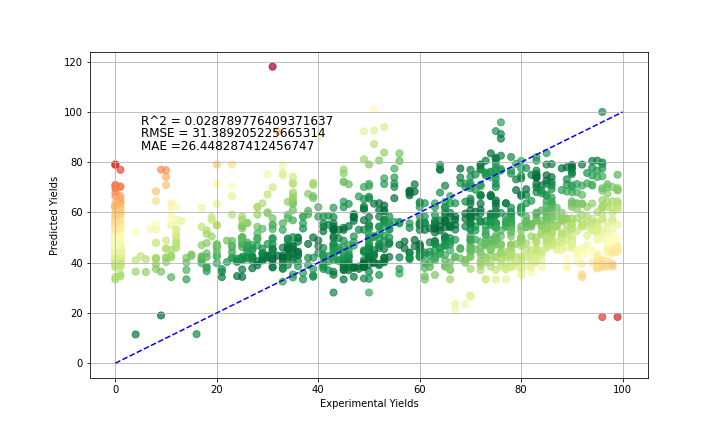 120
100
80
60
40
20
0
R^2 = 0.028789776409371637
RMSE = 31.389205225665314
MAE =26.448287412456747
Predicted Yields
0 20 40 60 80 100
Experimental Yields